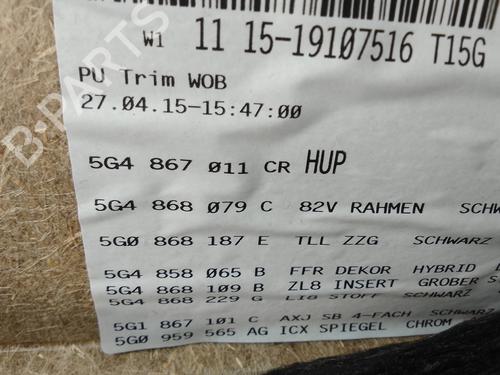 W1 11 15-19107516 T15G
PU Trim WOB
27.04.15-15:47:00
5G4 867 011 CR HUP
5G4 868 079 C 82V RAHMEN
5G0 868 187 E TLL ZZG SCHWARZ
5G4 858 065 B FFR DEKOR HYBRID
5G4 868 109 B ZL8 INSERT GROBER
5G4 868 229 G LI8 STOFF SCHWARZ
5G1 867 101 C AXJ SB 4-FACH SCHWARZ
5G0 959 565 AG ICX SPIEGEL CHROM
B-PARTS